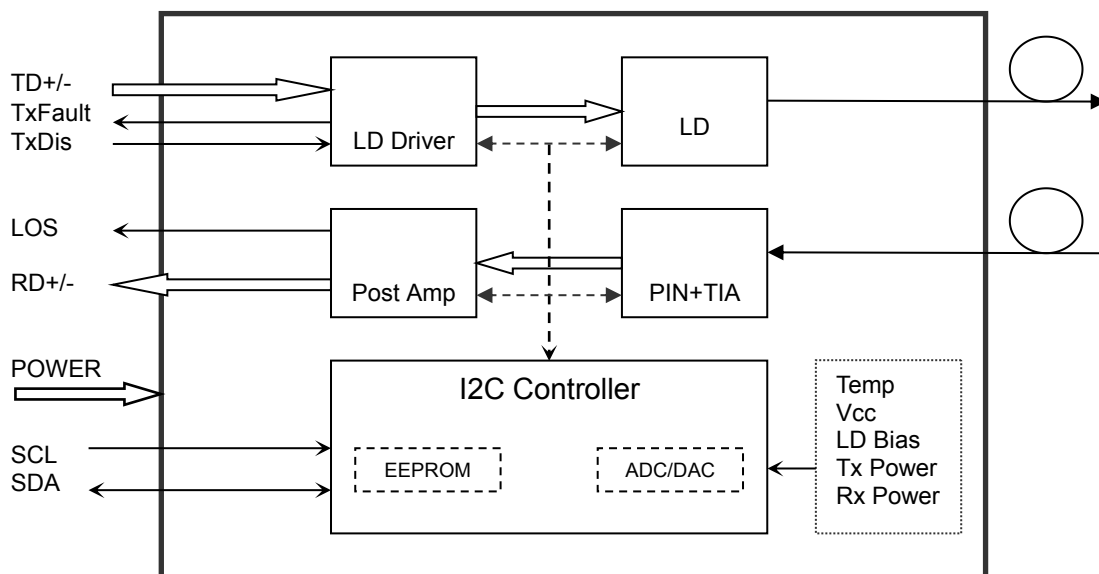 TD+/-
TxFault
TxDis
LD Driver
LD
LOS
RD+/-
Post Amp
PIN+TIA
POWER
I2C Controller
SCL
SDA
EEPROM
ADC/DAC
Temp
Vcc
LD Bias
Tx Power
Rx Power